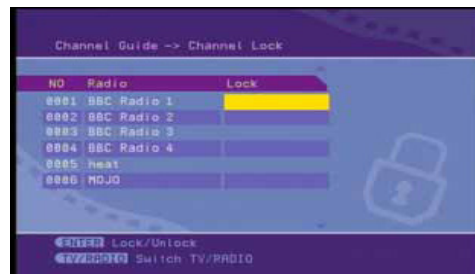 Channel Guide -> Channel Lock
NO Radio Lock
0001 BBC Radio 1
0002 BBC Radio 2
0003 BBC Radio 3
0004 BBC Radio 4
0005 heat
0006 MOJO
ENTER Lock/Unlock
TV/RADIO Switch TV/RADIO